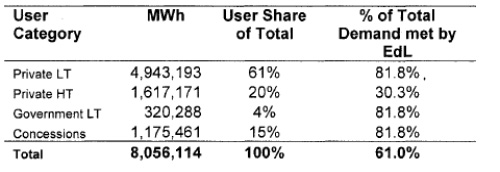 User MWh User Share % of Total
Category of Total Demand met by
EdL
Private LT 4,943,193 61% 81.8%
Private HT 1,617,171 20% 30.3%
Government LT 320,288 4% 81.8%
Concessions 1,175,461 15% 81.8%
Total 8,056,114 100% 61.0%